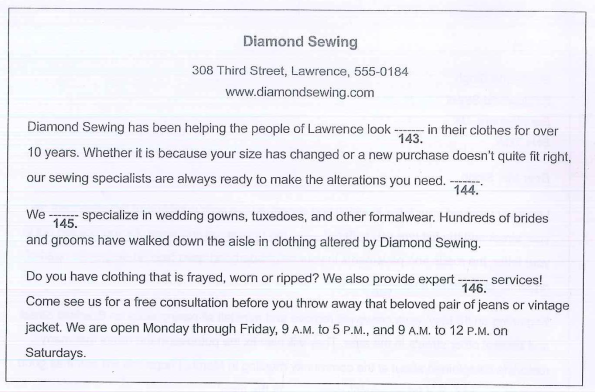 Diamond Sewing
308 Third Street, Lawrence, 555-0184
www.diamondsewing.com
Diamond Sewing has been helping the people of Lawrence look ------- in their clothes for over
143.
10 years. Whether it is because your size has changed or a new purchase doesn't quite fit right,
our sewing specialists are always ready to make the alterations you need. -------.
144.
We ------- specialize in wedding gowns, tuxedoes, and other formalwear. Hundreds of brides
145.
and grooms have walked down the aisle in clothing altered by Diamond Sewing.
Do you have clothing that is frayed, worn or ripped? We also provide expert ------- services!
146.
Come see us for a free consultation before you throw away that beloved pair of jeans or vintage
jacket. We are open Monday through Friday, 9 A.M. to 5 P.M., and 9 A.M. to 12 P.M. on
Saturdays.